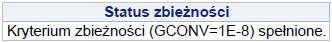 Status zbieżności
Kryterium zbieżności (GCONV=1E-8) spełnione.